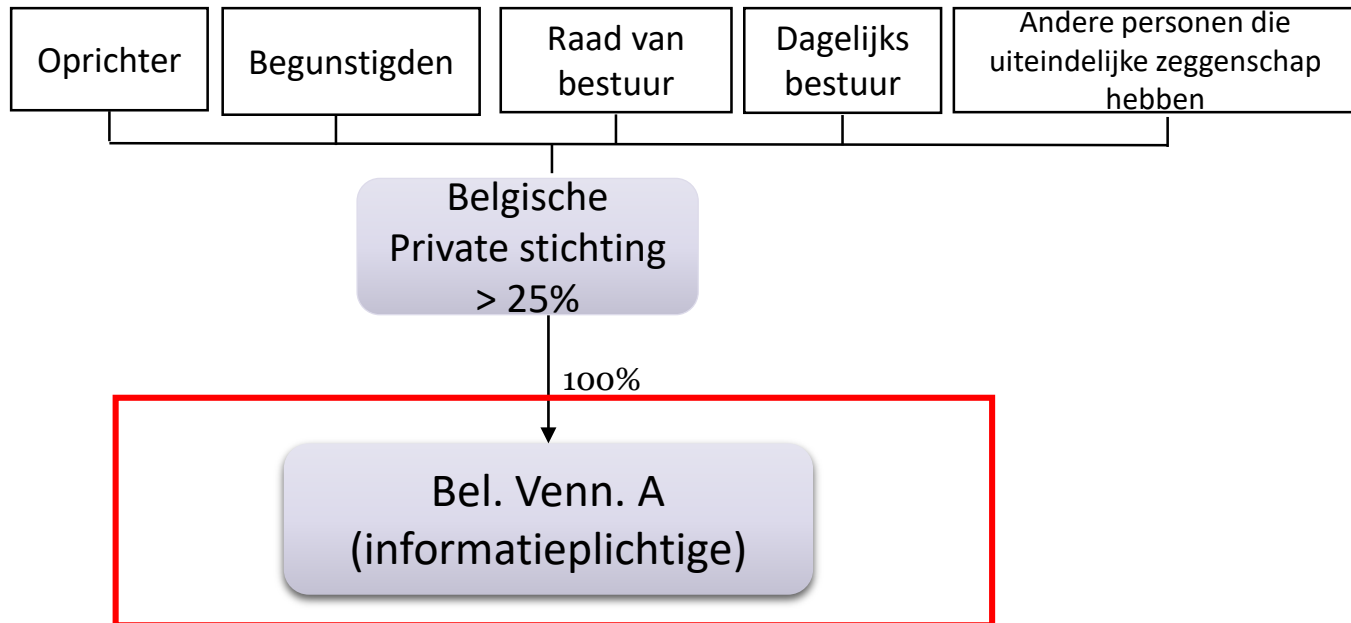 Oprichter
Begunstigden
Raad van
bestuur
Dagelijks
bestuur
Andere personen die
uiteindelijke zeggenschap
hebben
Belgische
Private stichting
> 25%
100%
Bel. Venn. A
(informatieplichtige)